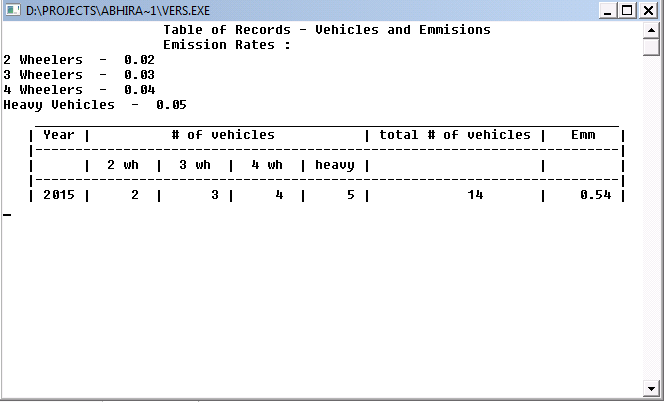 D:\PROJECTS\ABHIRA~1\VERS.EXE
Table of Records - Vehicles and Emmisions
Emission Rates :
2 Wheelers - 0.02
3 Wheelers - 0.03
4 Wheelers - 0.04
Heavy Vehicles - 0.05
| Year | # of vehicles | total # of vehicles | Emm |
| | 2 wh | 3 wh | 4 wh | heavy| | |
| 2015 | 2 | 3 | 4 | 5 | 14 | 0.54 |